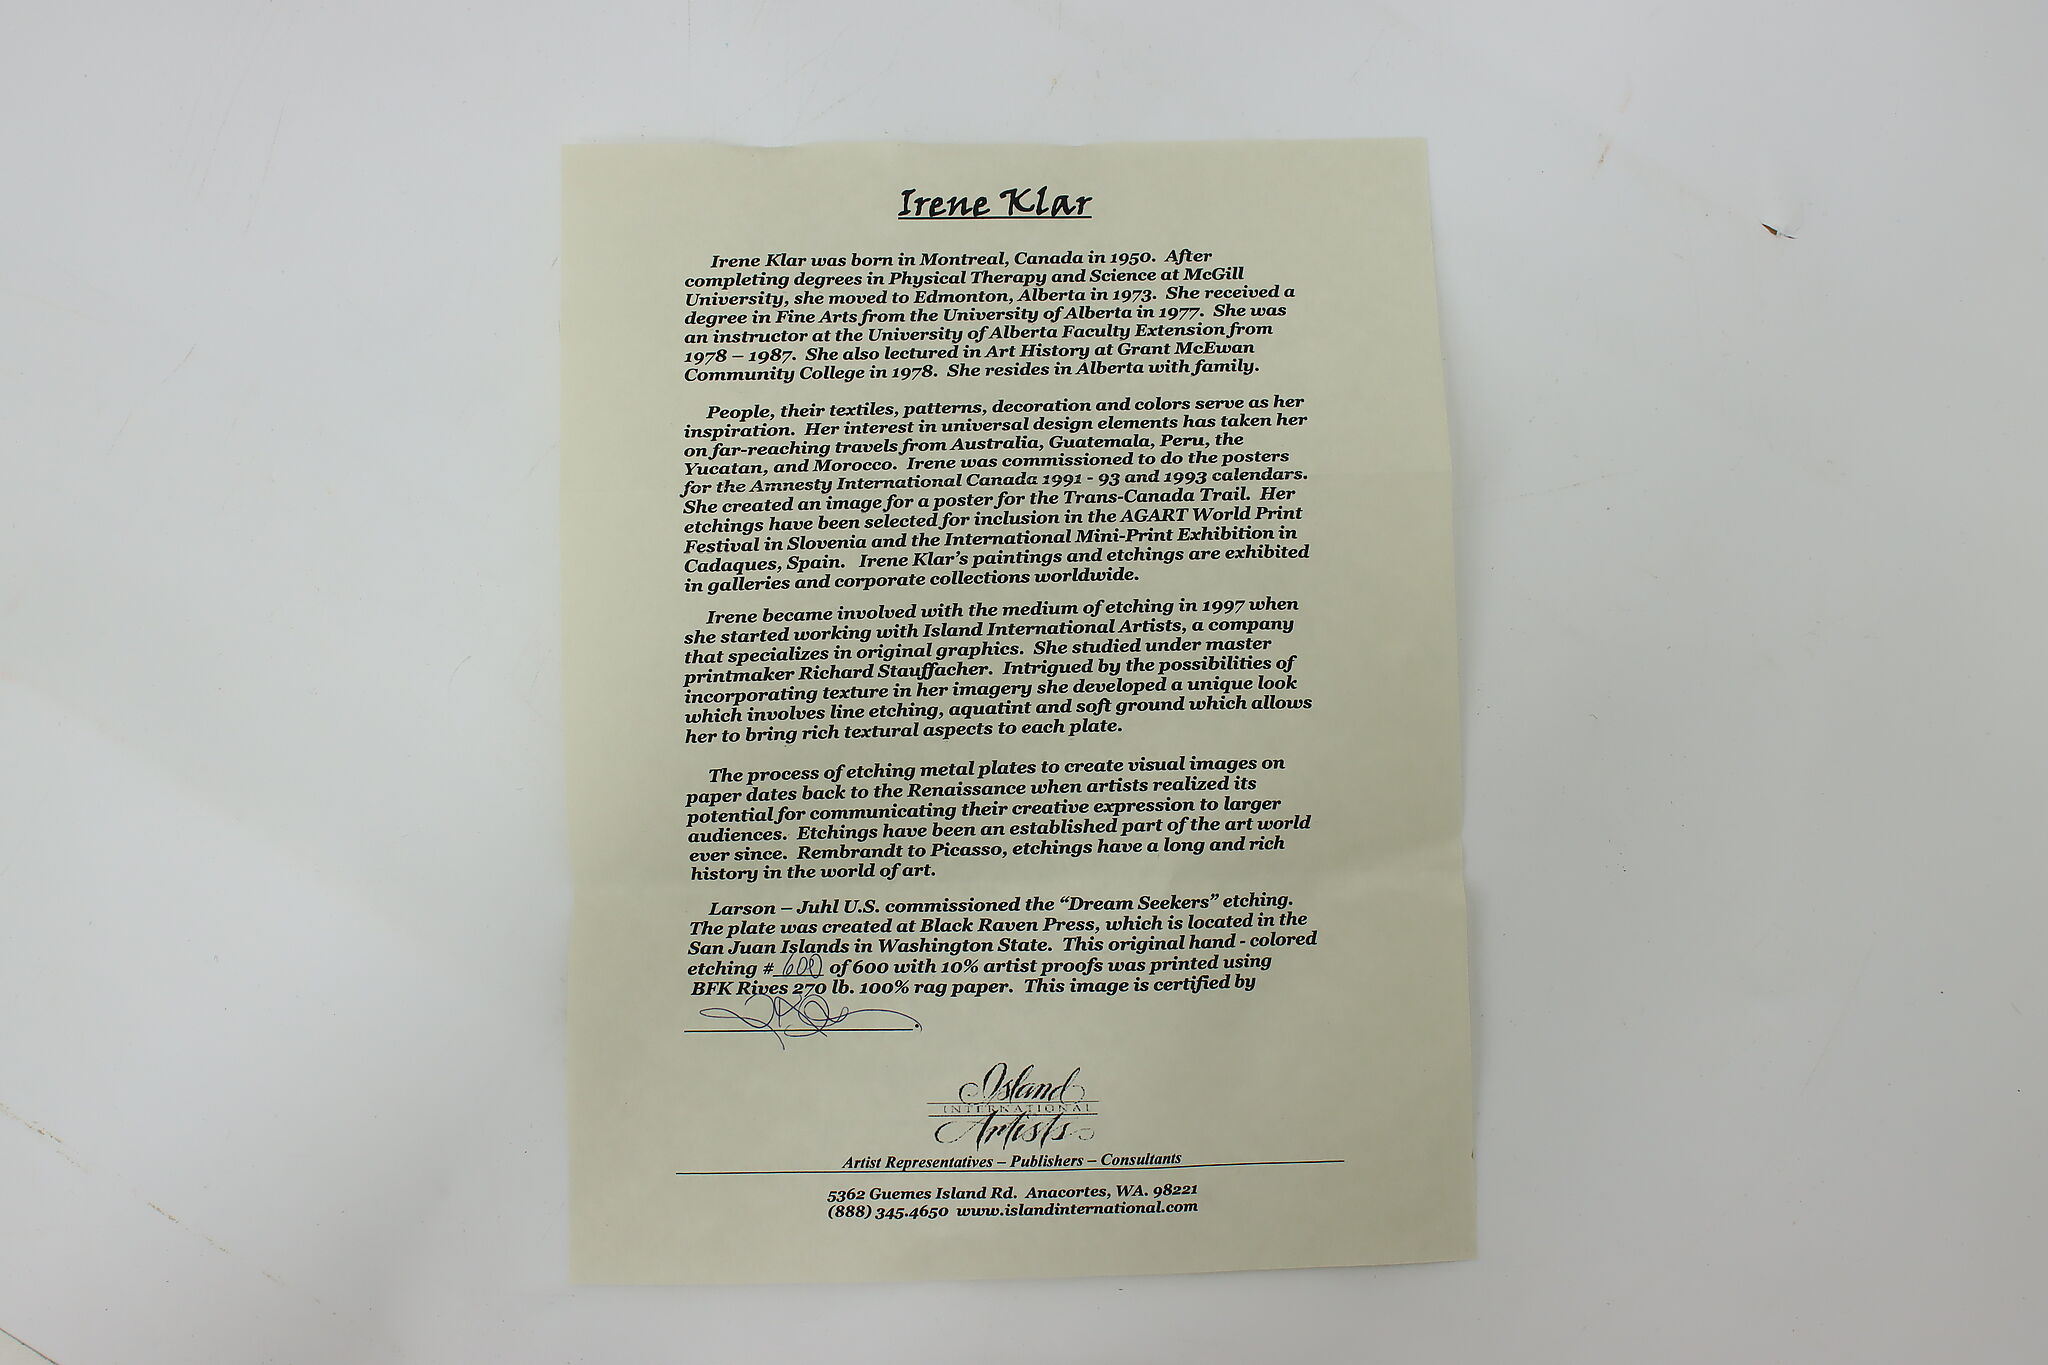 Irene Klar
Irene Klar was born in Montreal, Canada in 1950. After
completing degrees in Physical Therapy and Science at McGill
University, she moved to Edmonton, Alberta in 1973. She received a
degree in Fine Arts from the University of Alberta in 1977. She was
an instructor at the University of Alberta Faculty Extension from
1978 – 1987. She also lectured in Art History at Grant McEwan
Community College in 1978. She resides in Alberta with family.
People, their textiles, patterns, decoration and colors serve as her
inspiration. Her interest in universal design elements has taken her
on far-reaching travels from Australia, Guatemala, Peru, the
Yucatan, and Morocco. Irene was commissioned to do the posters
for the Amnesty International Canada 1991 - 93 and 1993 calendars.
She created an image for a poster for the Trans-Canada Trail. Her
etchings have been selected for inclusion in the AGART World Print
Festival in Slovenia and the International Mini-Print Exhibition in
Cadaques, Spain. Irene Klar's paintings and etchings are exhibited
in galleries and corporate collections worldwide.
Irene became involved with the medium of etching in 1997 when
she started working with Island International Artists, a company
that specializes in original graphics. She studied under master
printmaker Richard Stauffacher. Intrigued by the possibilities of
incorporating texture in her imagery she developed a unique look
which involves line etching, aquatint and soft ground which allows
her to bring rich textural aspects to each plate.
The process of etching metal plates to create visual images on
paper dates back to the Renaissance when artists realized its
potential for communicating their creative expression to larger
audiences. Etchings have been an established part of the art world
ever since. Rembrandt to Picasso, etchings have a long and rich
history in the world of art.
Larson – Juhl U.S. commissioned the “Dream Seekers” etching.
The plate was created at Black Raven Press, which is located in the
San Juan Islands in Washington State. This original hand - colored
etching # 600 of 600 with 10% artist proofs was printed using
BFK Rives 270 lb. 100% rag paper. This image is certified by
Island
INTERNATIONAL
Artists
Artist Representatives – Publishers – Consultants
5362 Guemes Island Rd. Anacortes, WA. 98221
(888) 345.4650 www.islandinternational.com